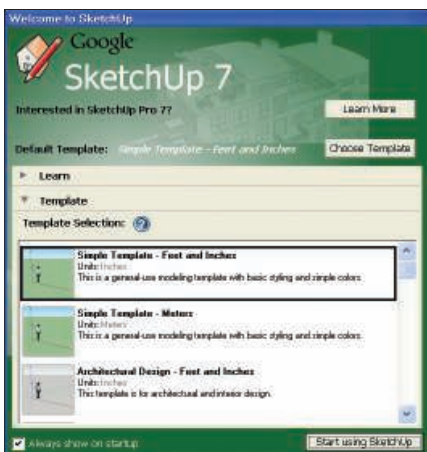 Welcome to SketchUp
Google
SketchUp 7
Interested in SketchUp Pro 7?
Learn More
Default Template: Simple Template - Feet and Inches
Choose Template
Learn
Template
Template Selection:
Simple Template - Feet and Inches
Units: Inches
This is a general-use modeling template with basic styling and simple colors.
Simple Template - Meters
Units: Meters
This is a general-use modeling template with basic styling and simple colors.
Architectural Design - Feet and Inches
Units: Inches
This template is for architectural and interior design.
Always show on startup
Start using SketchUp